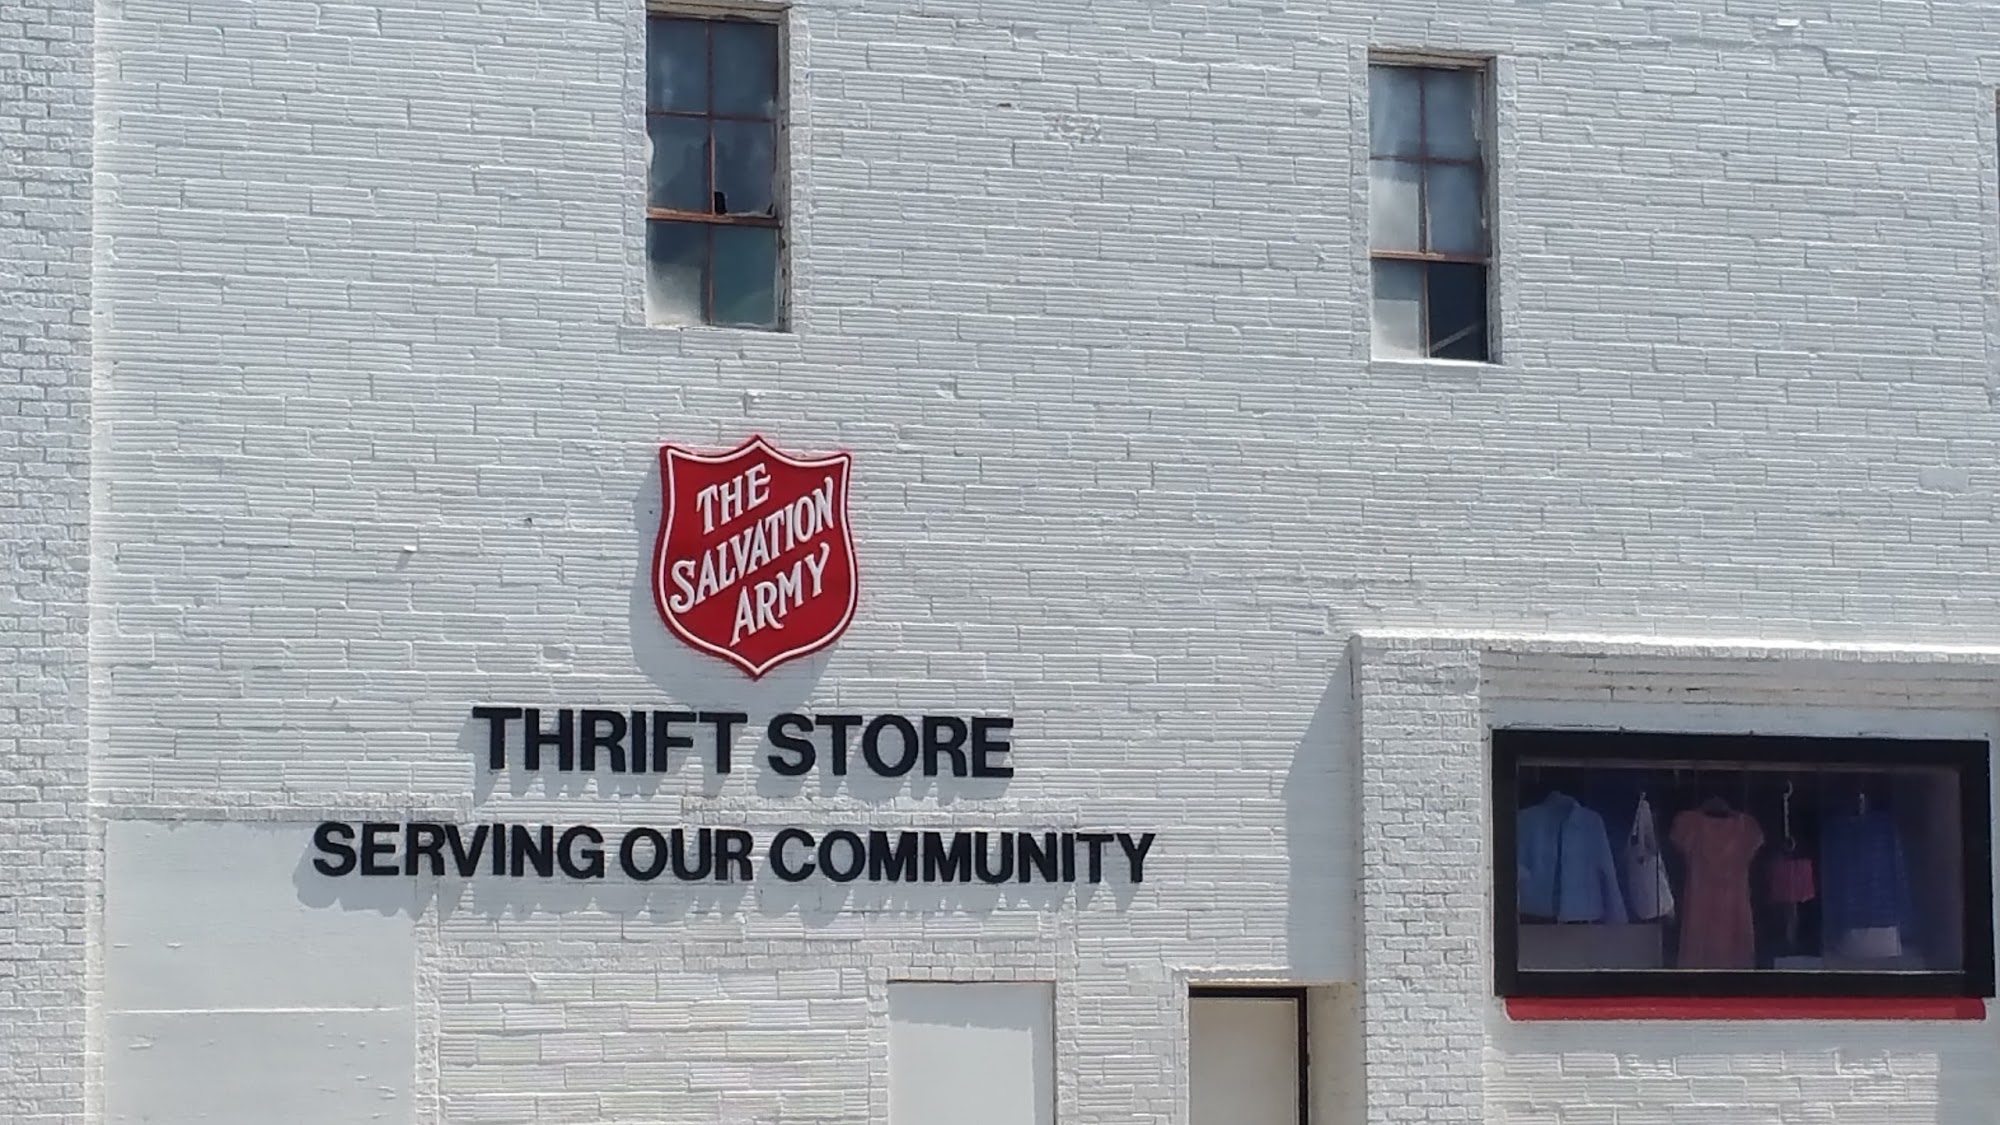 THE
SALVATION
ARMY
THRIFT STORE
SERVING OUR COMMUNITY